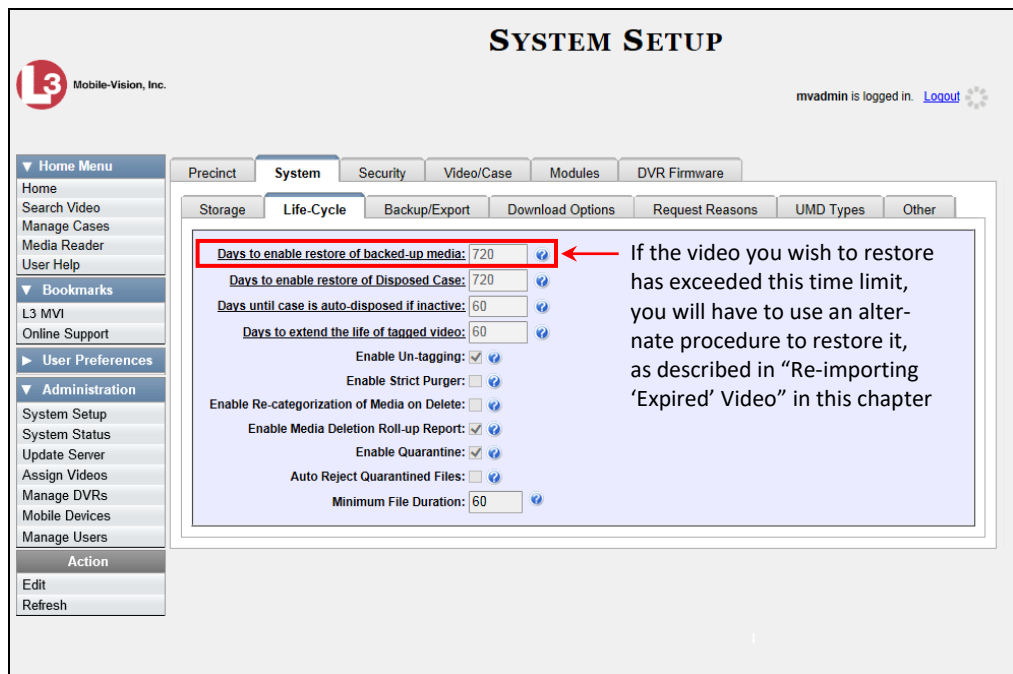 SYSTEM SETUP
L3 Mobile-Vision, Inc.
mvadmin is logged in. Logout
▼ Home Menu
Home
Search Video
Manage Cases
Media Reader
User Help
▼ Bookmarks
L3 MVI
Online Support
► User Preferences
▼ Administration
System Setup
System Status
Update Server
Assign Videos
Manage DVRs
Mobile Devices
Manage Users
Action
Edit
Refresh
Precinct System Security Video/Case Modules DVR Firmware
Storage Life-Cycle Backup/Export Download Options Request Reasons UMD Types Other
Days to enable restore of backed-up media: 720 ?
Days to enable restore of Disposed Case: 720 ?
Days until case is auto-disposed if inactive: 60 ?
Days to extend the life of tagged video: 60 ?
Enable Un-tagging: ?
Enable Strict Purger: ?
Enable Re-categorization of Media on Delete: ?
Enable Media Deletion Roll-up Report: ?
Enable Quarantine: ?
Auto Reject Quarantined Files: ?
Minimum File Duration: 60 ?
If the video you wish to restore
has exceeded this time limit,
you will have to use an alter-
nate procedure to restore it,
as described in “Re-importing
‘Expired’ Video” in this chapter